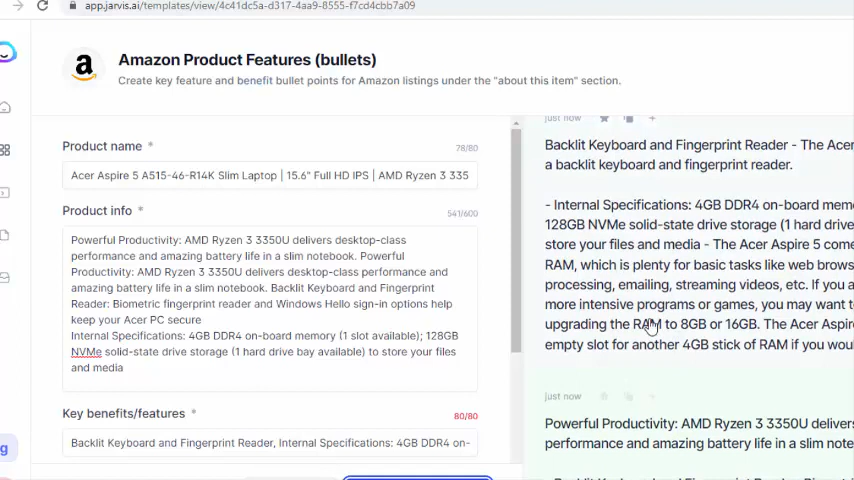 app.jarvis.ai/templates/view/4c41dc5a-d317-4aa9-8555-f7cd4cbb7a09
a
Amazon Product Features (bullets)
Create key feature and benefit bullet points for Amazon listings under the "about this item" section.
Product name *
78/80
Acer Aspire 5 A515-46-R14K Slim Laptop | 15.6" Full HD IPS | AMD Ryzen 3 335
Product info *
541/600
Powerful Productivity: AMD Ryzen 3 3350U delivers desktop-class
performance and amazing battery life in a slim notebook. Powerful
Productivity: AMD Ryzen 3 3350U delivers desktop-class performance and
amazing battery life in a slim notebook. Backlit Keyboard and Fingerprint
Reader: Biometric fingerprint reader and Windows Hello sign-in options help
keep your Acer PC secure
Internal Specifications: 4GB DDR4 on-board memory (1 slot available); 128GB
NVMe solid-state drive storage (1 hard drive bay available) to store your files
and media
Key benefits/features *
80/80
Backlit Keyboard and Fingerprint Reader, Internal Specifications: 4GB DDR4 on-
g
just now
Backlit Keyboard and Fingerprint Reader - The Acer
a backlit keyboard and fingerprint reader.
- Internal Specifications: 4GB DDR4 on-board memo
128GB NVMe solid-state drive storage (1 hard drive
store your files and media - The Acer Aspire 5 come
RAM, which is plenty for basic tasks like web brows
processing, emailing, streaming videos, etc. If you a
more intensive programs or games, you may want t
upgrading the RAM to 8GB or 16GB. The Acer Aspire
empty slot for another 4GB stick of RAM if you wou
just now
Powerful Productivity: AMD Ryzen 3 3350U delivers
performance and amazing battery life in a slim note